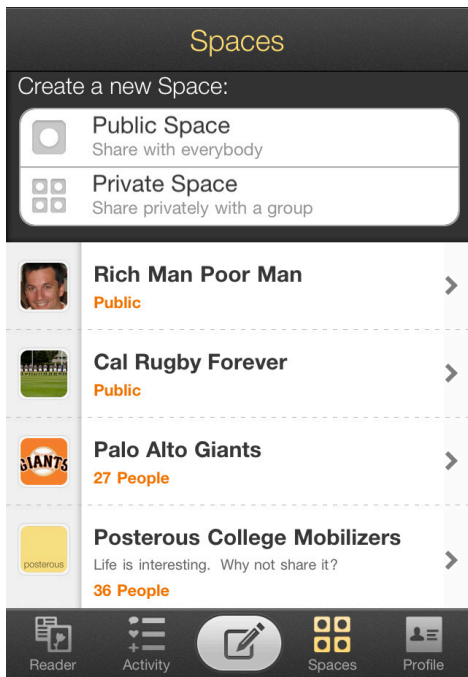 Spaces
Create a new Space:
Public Space
Share with everybody
Private Space
Share privately with a group
Rich Man Poor Man
Public
Cal Rugby Forever
Public
GIANTS
Palo Alto Giants
27 People
Posterous College Mobilizers
posterous
Life is interesting.  Why not share it?
36 People
Reader
Activity
Spaces
Profile